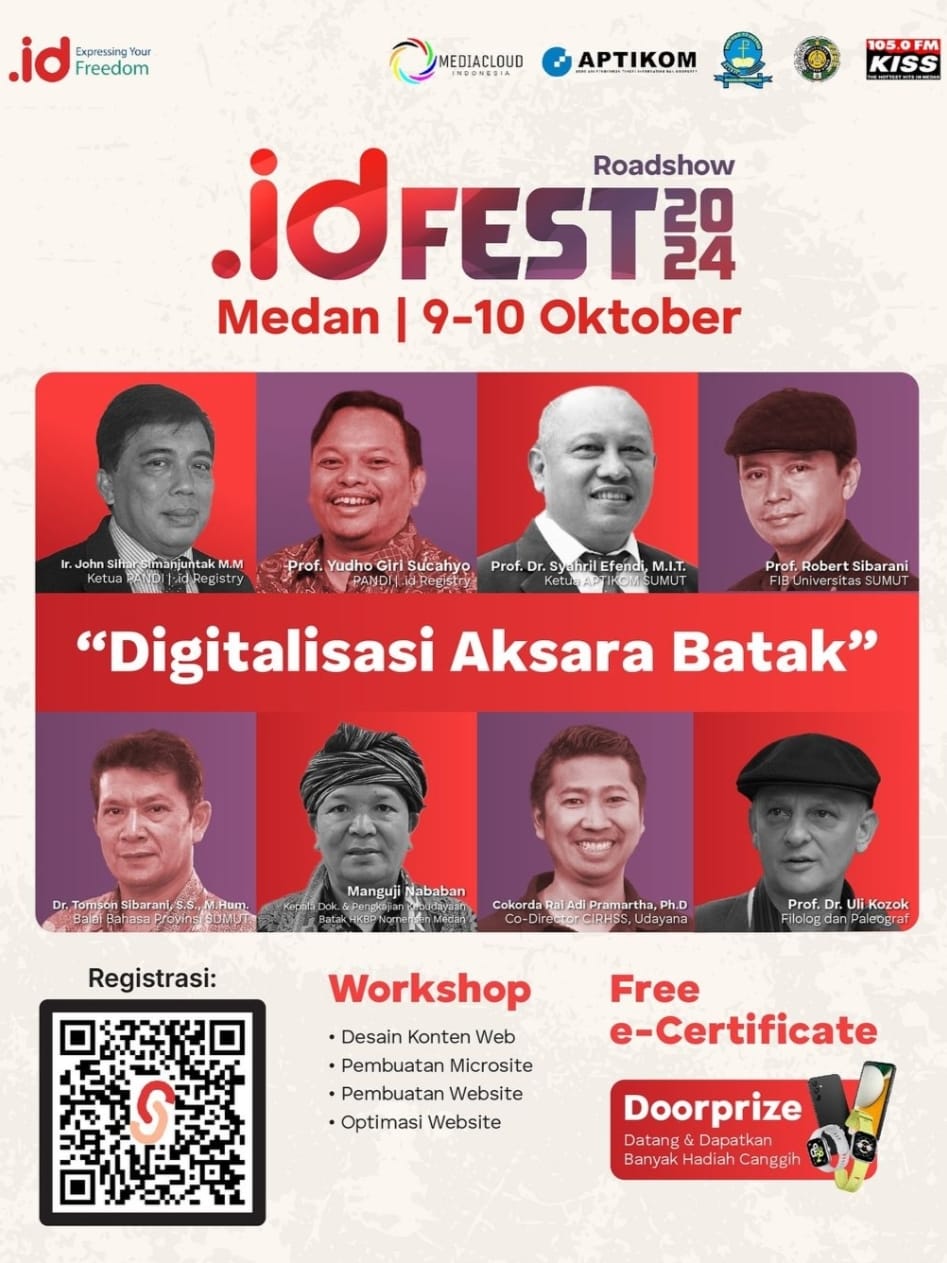 .id Expressing Your
Freedom
MEDIACLOUD
INDONESIA
APTIKOM
105.0 FM
KISS
THE HOTTEST HITS IN MEDAN
Roadshow
.id FEST 2024
Medan | 9-10 Oktober
Ir. John Sihar Simanjuntak M.M
Ketua PANDI | .id Registry
Prof. Yudho Giri Sucahyo
PANDI | .id Registry
Prof. Dr. Syahril Efendi, M.I.T.
Ketua APTIKOM SUMUT
Prof. Robert Sibarani
FIB Universitas SUMUT
“Digitalisasi Aksara Batak”
Dr. Tomson Sibarani, S.S., M.Hum.
Balai Bahasa Provinsi SUMUT
Manguji Nababan
Kepala Dok. & Pengkajian Kebudayaan
Batak HKBP Nomensen Medan
Cokorda Rai Adi Pramartha, Ph.D
Co-Director CIRHSS, Udayana
Prof. Dr. Uli Kozok
Filolog dan Paleograf
Registrasi:
Workshop
• Desain Konten Web
• Pembuatan Microsite
• Pembuatan Website
• Optimasi Website
Free
e-Certificate
Doorprize
Datang & Dapatkan
Banyak Hadiah Canggih